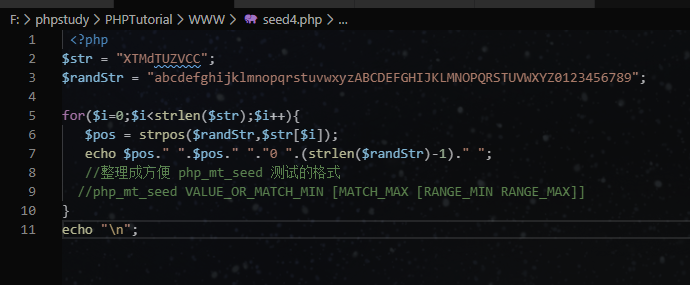 F: > phpstudy > PHPTutorial > WWW > seed4.php > ...
1 <?php
2 $str = "XTMdTUZVCC";
3 $randStr = "abcdefghijklmnopqrstuvwxyzABCDEFGHIJKLMNOPQRSTUVWXYZ0123456789";
4
5 for($i=0;$i<strlen($str);$i++){
6 $pos = strpos($randStr,$str[$i]);
7 echo $pos." ".$pos." "."0 ".(strlen($randStr)-1)." ";
8 //整理成方便 php_mt_seed 测试的格式
9 //php_mt_seed VALUE_OR_MATCH_MIN [MATCH_MAX [RANGE_MIN RANGE_MAX]]
10 }
11 echo "\n";